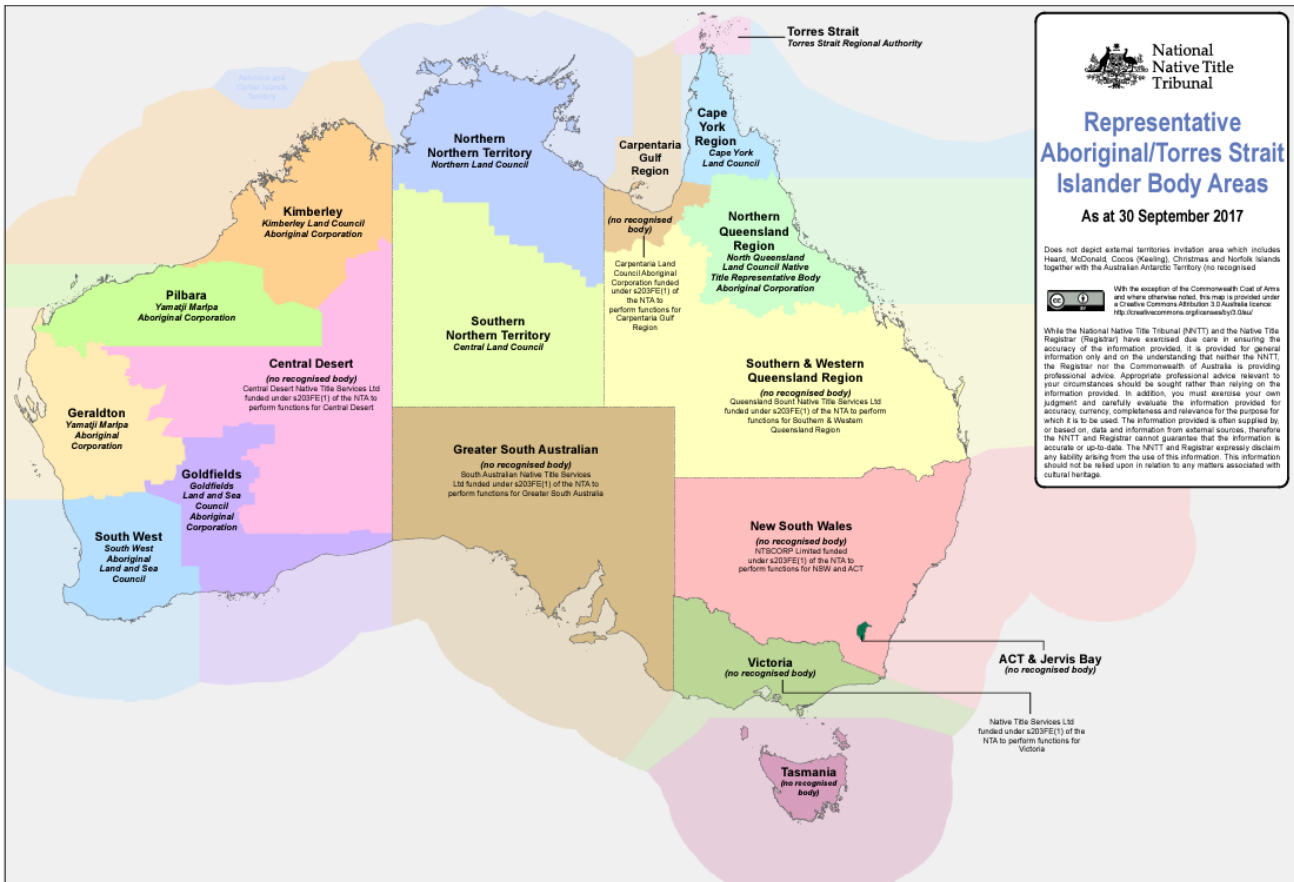 Torres Strait
Torres Strait Regional Authority
Ashmore and
Cartier Islands
Territory
Cape
York
Region
Cape York
Land Council
Northern
Northern Territory
Northern Land Council
Carpentaria
Gulf
Region
(no recognised
body)
Carpentaria Land
Council Aboriginal
Corporation funded
under s203FE(1) of
the NTA to
perform functions for
Carpentaria Gulf
Region
Kimberley
Kimberley Land Council
Aboriginal Corporation
Northern
Queensland
Region
North Queensland
Land Council Native
Title Representative Body
Aboriginal Corporation
Pilbara
Yamatji Marlpa
Aboriginal Corporation
Southern
Northern Territory
Central Land Council
Central Desert
(no recognised body)
Central Desert Native Title Services Ltd
funded under s203FE(1) of the NTA to
perform functions for Central Desert
Southern & Western
Queensland Region
(no recognised body)
Queensland South Native Title Services Ltd
funded under s203FE(1) of the NTA to perform
functions for Southern & Western
Queensland Region
Geraldton
Yamatji Marlpa
Aboriginal
Corporation
Greater South Australian
(no recognised body)
South Australian Native Title Services
Ltd funded under s203FE(1) of the NTA to
perform functions for Greater South Australia
Goldfields
Goldfields
Land and Sea
Council
Aboriginal
Corporation
South West
South West
Aboriginal
Land and Sea
Council
New South Wales
(no recognised body)
NTSCORP Limited funded
under s203FE(1) of the NTA to
perform functions for NSW and ACT
ACT & Jervis Bay
(no recognised body)
Victoria
(no recognised body)
Native Title Services Ltd
funded under s203FE(1) of the
NTA to perform functions for
Victoria
Tasmania
(no recognised
body)
National
Native Title
Tribunal
Representative
Aboriginal/Torres Strait
Islander Body Areas
As at 30 September 2017
Does not depict external territories invitation area which includes
Heard, McDonald, Cocos (Keeling), Christmas and Norfolk Islands
together with the Australian Antarctic Territory (no recognised
cc
BY
With the exception of the Commonwealth Coat of Arms
and where otherwise noted, this map is provided under
a Creative Commons Attribution 3.0 Australia licence:
http://creativecommons.org/licenses/by/3.0/au/
While the National Native Title Tribunal (NNTT) and the Native Title
Registrar (Registrar) have exercised due care in ensuring the
accuracy of the information provided, it is provided for general
information only and on the understanding that neither the NNTT,
the Registrar nor the Commonwealth of Australia is providing
professional advice. Appropriate professional advice relevant to
your circumstances should be sought rather than relying on the
information provided. In addition, you must exercise your own
judgment and carefully evaluate the information provided for
accuracy, currency, completeness and relevance for the purpose for
which it is to be used. The information provided is often supplied by,
or based on, data and information from external sources, therefore
the NNTT and Registrar cannot guarantee that the information is
accurate or up-to-date. The NNTT and Registrar expressly disclaim
any liability arising from the use of this information. This information
should not be relied upon in relation to any matters associated with
cultural heritage.